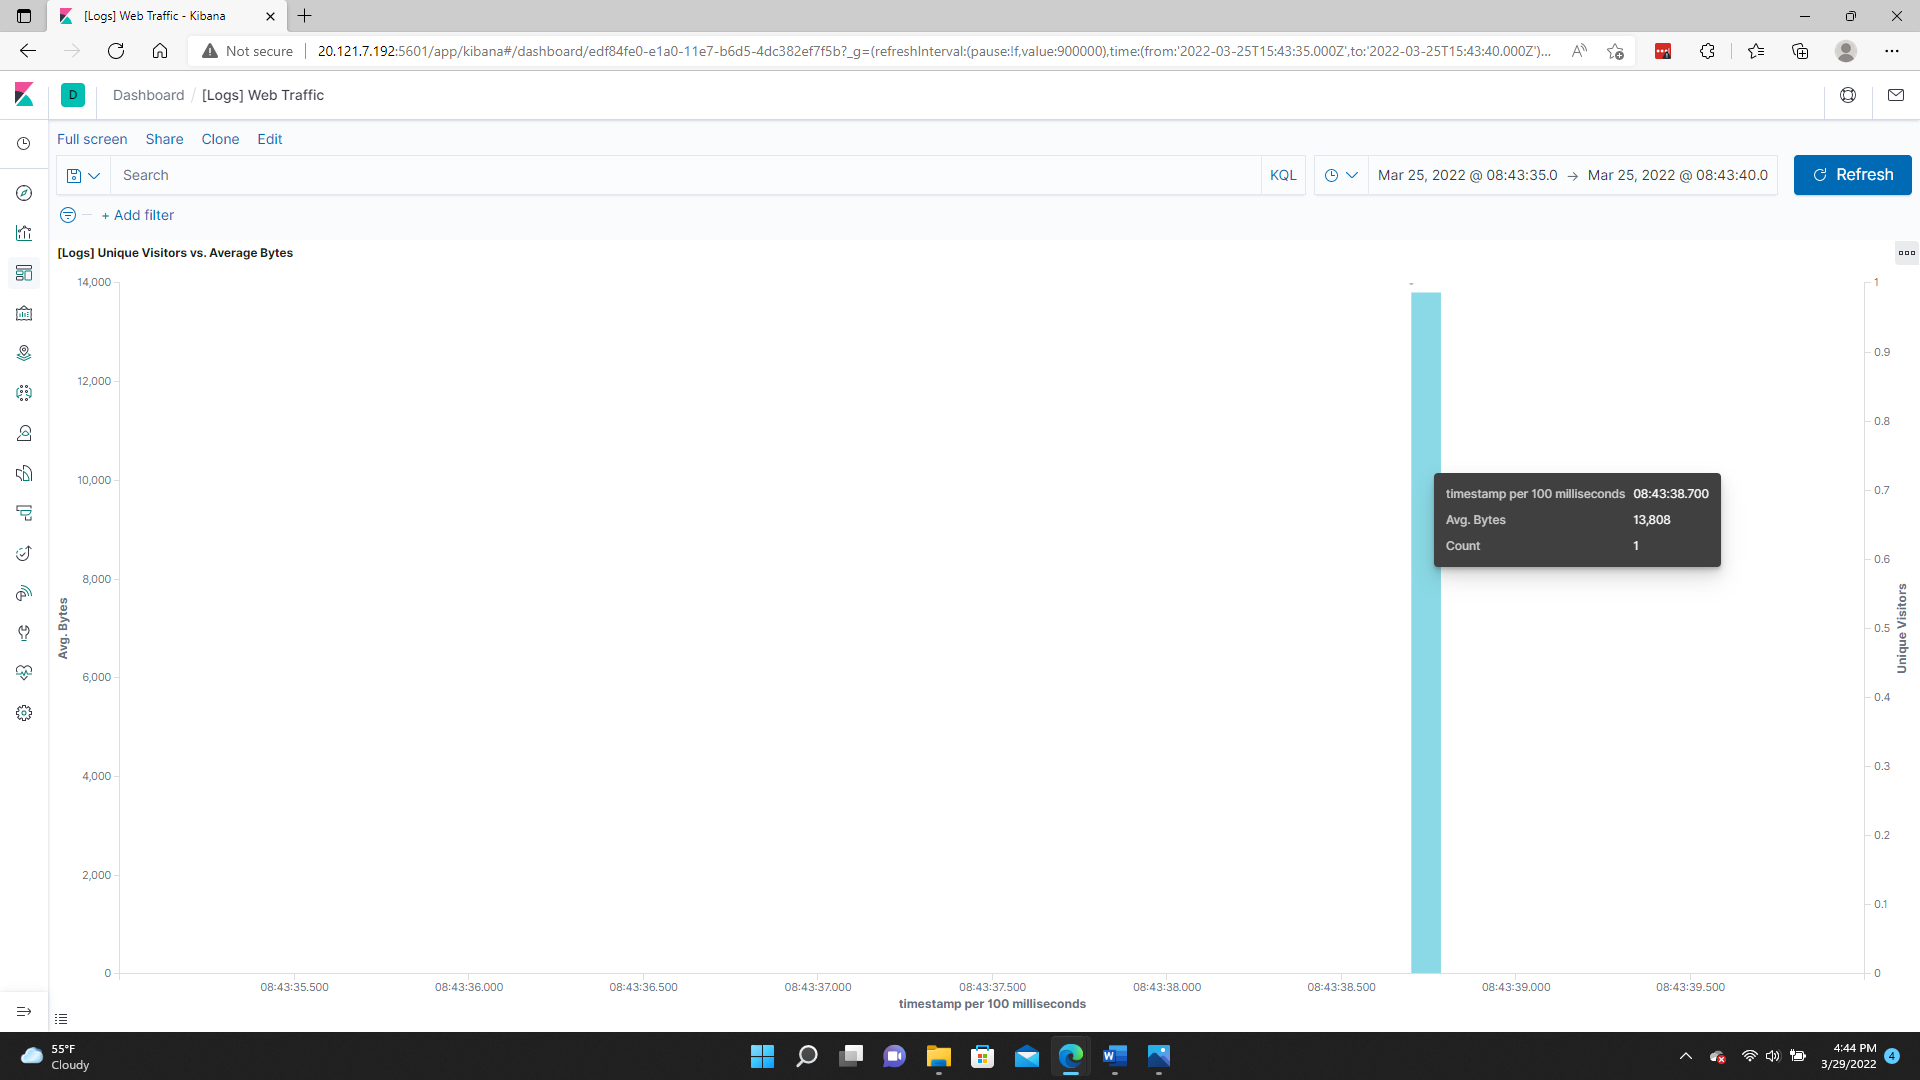 [Logs] Web Traffic - Kibana
Not secure
20.121.7.192:5601/app/kibana#/dashboard/edf84fe0-e1a0-11e7-b6d5-4dc382ef7f5b?_g=(refreshInterval:(pause:!f,value:900000),time:(from:'2022-03-25T15:43:35.000Z',to:'2022-03-25T15:43:40.000Z')...
D
Dashboard / [Logs] Web Traffic
Full screen Share Clone Edit
Search
KQL
Mar 25, 2022 @ 08:43:35.0 → Mar 25, 2022 @ 08:43:40.0
Refresh
+ Add filter
[Logs] Unique Visitors vs. Average Bytes
14,000
12,000
10,000
8,000
6,000
4,000
2,000
0
Avg. Bytes
timestamp per 100 milliseconds 08:43:38.700
Avg. Bytes 13,808
Count 1
1
0.9
0.8
0.7
0.6
0.5
0.4
0.3
0.2
0.1
0
Unique Visitors
08:43:35.500 08:43:36.000 08:43:36.500 08:43:37.000 08:43:37.500 08:43:38.000 08:43:38.500 08:43:39.000 08:43:39.500
timestamp per 100 milliseconds
55°F
Cloudy
4:44 PM
3/29/2022
4